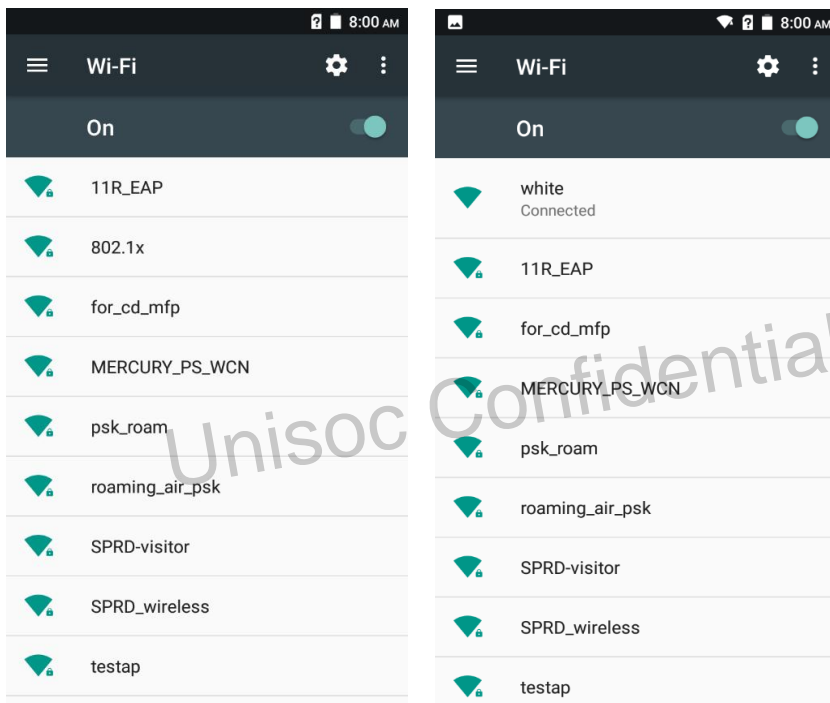 8:00 AM
Wi-Fi
On
11R_EAP
802.1x
for_cd_mfp
MERCURY_PS_WCN
psk_roam
roaming_air_psk
SPRD-visitor
SPRD_wireless
testap
8:00 AM
Wi-Fi
On
white
Connected
11R_EAP
for_cd_mfp
MERCURY_PS_WCN
psk_roam
roaming_air_psk
SPRD-visitor
SPRD_wireless
testap
Unisoc Confidential